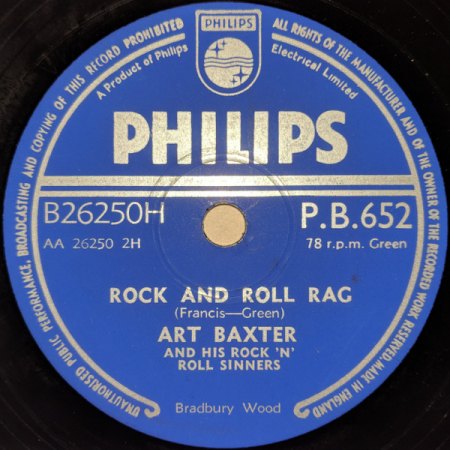 PHILIPS
A Product of Philips Electrical Limited
PHILIPS
B26250H
P.B.652
AA 26250 2H
78 r.p.m. Green
ROCK AND ROLL RAG
(Francis—Green)
ART BAXTER
AND HIS ROCK 'N'
ROLL SINNERS
Bradbury Wood
UNAUTHORISED PUBLIC PERFORMANCE, BROADCASTING AND COPYING OF THIS RECORD PROHIBITED
ALL RIGHTS OF THE MANUFACTURER AND OF THE OWNER OF THE RECORDED WORK RESERVED. MADE IN ENGLAND